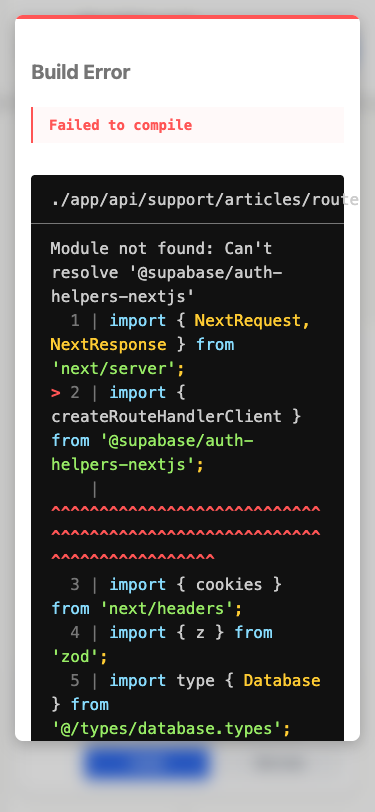 Build Error
Failed to compile
./app/api/support/articles/route
Module not found: Can't
resolve '@supabase/auth-
helpers-nextjs'
1 | import { NextRequest,
NextResponse } from
'next/server';
> 2 | import {
createRouteHandlerClient }
from '@supabase/auth-
helpers-nextjs';
|
^^^^^^^^^^^^^^^^^^^^^^^^^^^^
^^^^^^^^^^^^^^^^^^^^^^^^^^^^
^^^^^^^^^^^^^^^^^
3 | import { cookies }
from 'next/headers';
4 | import { z } from
'zod';
5 | import type { Database
} from
'@/types/database.types';